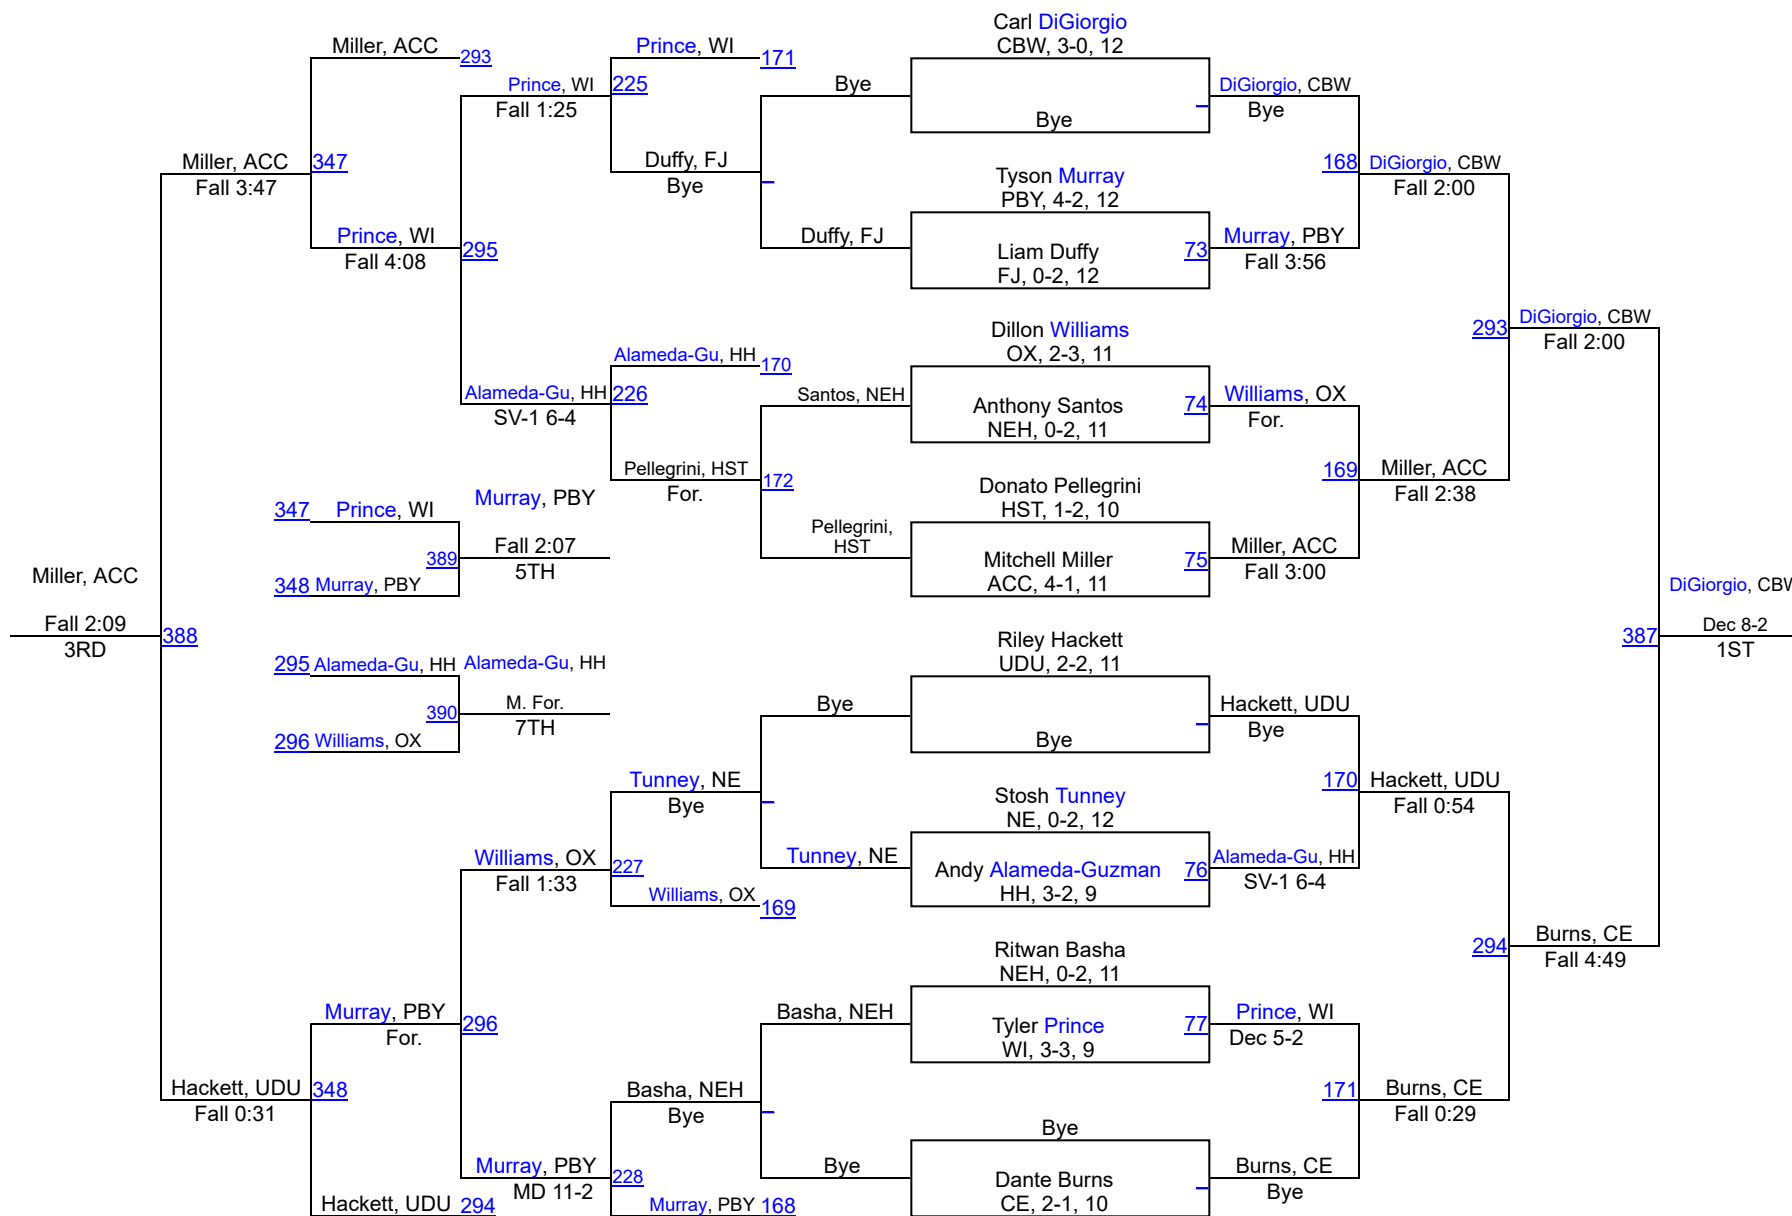 Carl DiGiorgio
CBW, 3-0, 12
Miller, ACC
293
Prince, WI
171
Prince, WI
225
Fall 1:25
Bye
DiGiorgio, CBW
Bye
Bye
Miller, ACC
347
Fall 3:47
Duffy, FJ
Bye
168
DiGiorgio, CBW
Fall 2:00
Tyson Murray
PBY, 4-2, 12
Prince, WI
295
Fall 4:08
Duffy, FJ
Liam Duffy
FJ, 0-2, 12
73
Murray, PBY
Fall 3:56
Dillon Williams
OX, 2-3, 11
293
DiGiorgio, CBW
Fall 2:00
Alameda-Gu, HH
170
Alameda-Gu, HH
226
SV-1 6-4
Santos, NEH
Anthony Santos
NEH, 0-2, 11
74
Williams, OX
For.
Pellegrini, HST
For.
172
169
Miller, ACC
Fall 2:38
Donato Pellegrini
HST, 1-2, 10
347
Prince, WI
Murray, PBY
Pellegrini,
HST
Mitchell Miller
ACC, 4-1, 11
75
Miller, ACC
Fall 3:00
389
Fall 2:07
5TH
348
Murray, PBY
Miller, ACC
Fall 2:09
3RD
388
DiGiorgio, CBW
387
Dec 8-2
1ST
Riley Hackett
UDU, 2-2, 11
295
Alameda-Gu, HH
Alameda-Gu, HH
390
M. For.
7TH
296
Williams, OX
Bye
Bye
Hackett, UDU
Bye
Tunney, NE
Bye
170
Hackett, UDU
Fall 0:54
Stosh Tunney
NE, 0-2, 12
Williams, OX
Fall 1:33
227
Tunney, NE
Andy Alameda-Guzman
HH, 3-2, 9
76
Alameda-Gu, HH
SV-1 6-4
Williams, OX
169
294
Burns, CE
Fall 4:49
Ritwan Basha
NEH, 0-2, 11
Murray, PBY
For.
296
Basha, NEH
Tyler Prince
WI, 3-3, 9
77
Prince, WI
Dec 5-2
Hackett, UDU
348
Fall 0:31
Basha, NEH
Bye
171
Burns, CE
Fall 0:29
Bye
Murray, PBY
MD 11-2
228
Bye
Dante Burns
CE, 2-1, 10
Burns, CE
Bye
Hackett, UDU
294
Murray, PBY
168